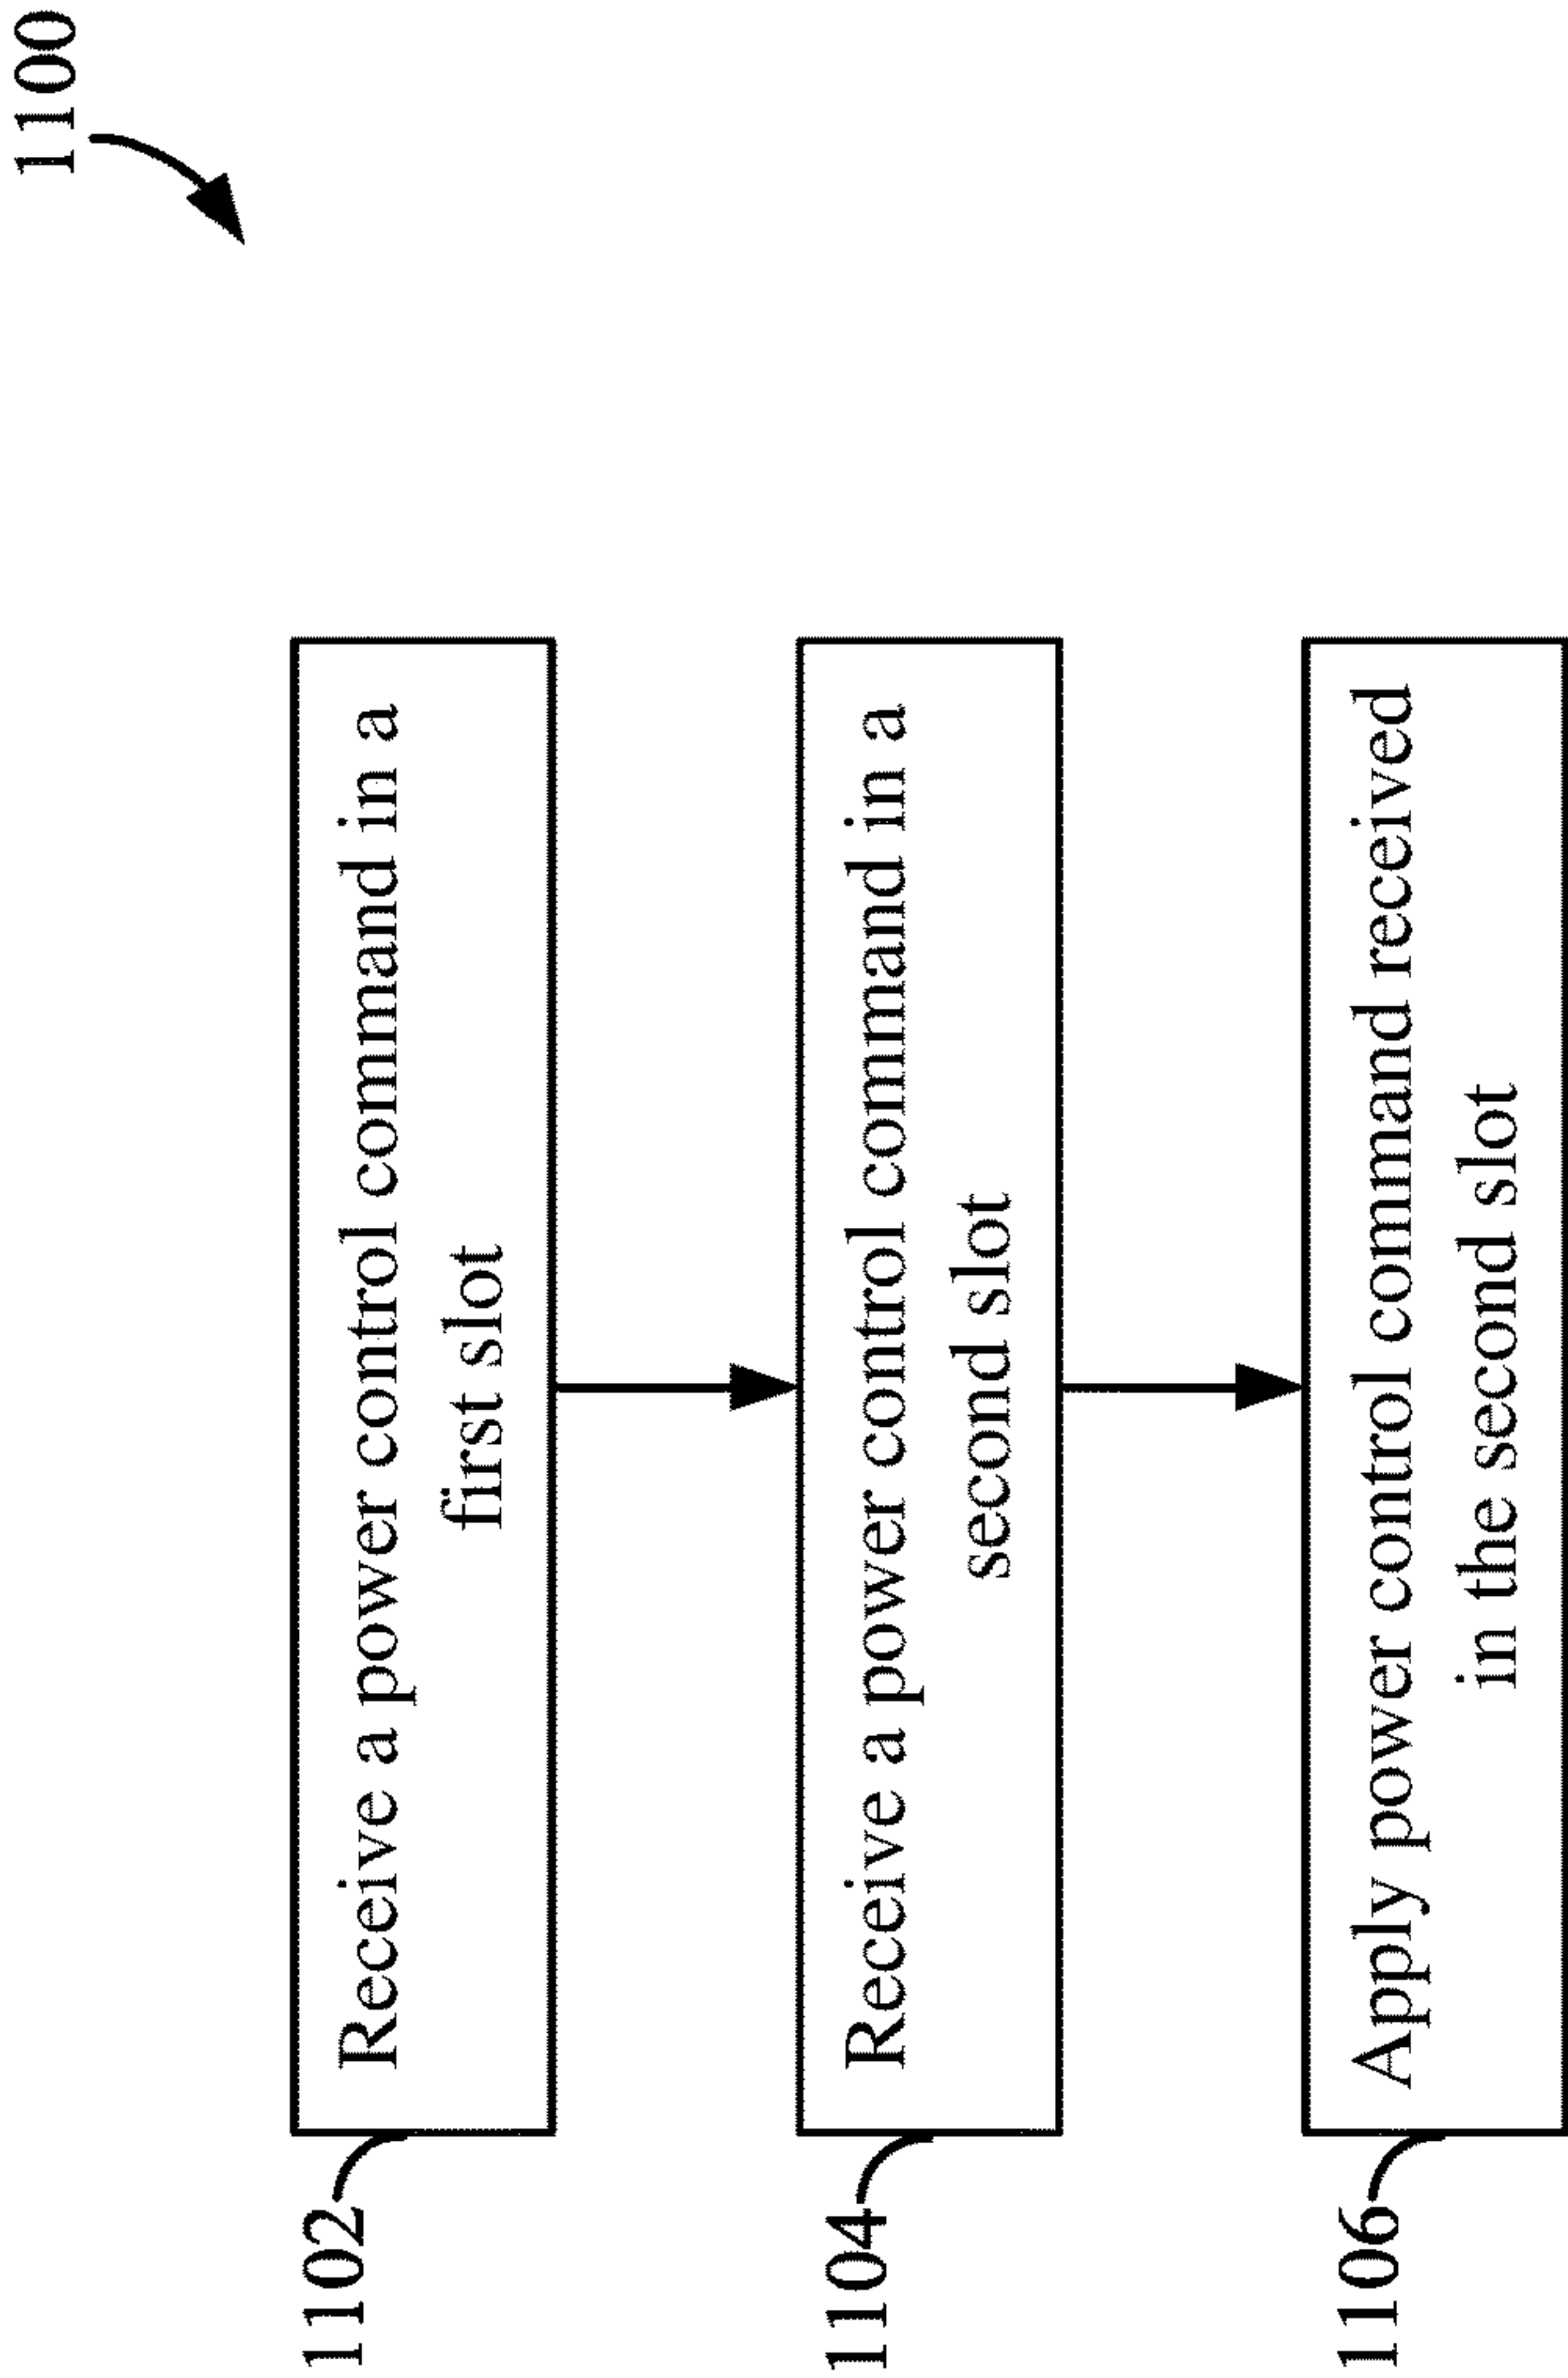 1100
1102
Receive a power control command in a
first slot
1104
Receive a power control command in a
second slot
1106
Apply power control command received
in the second slot